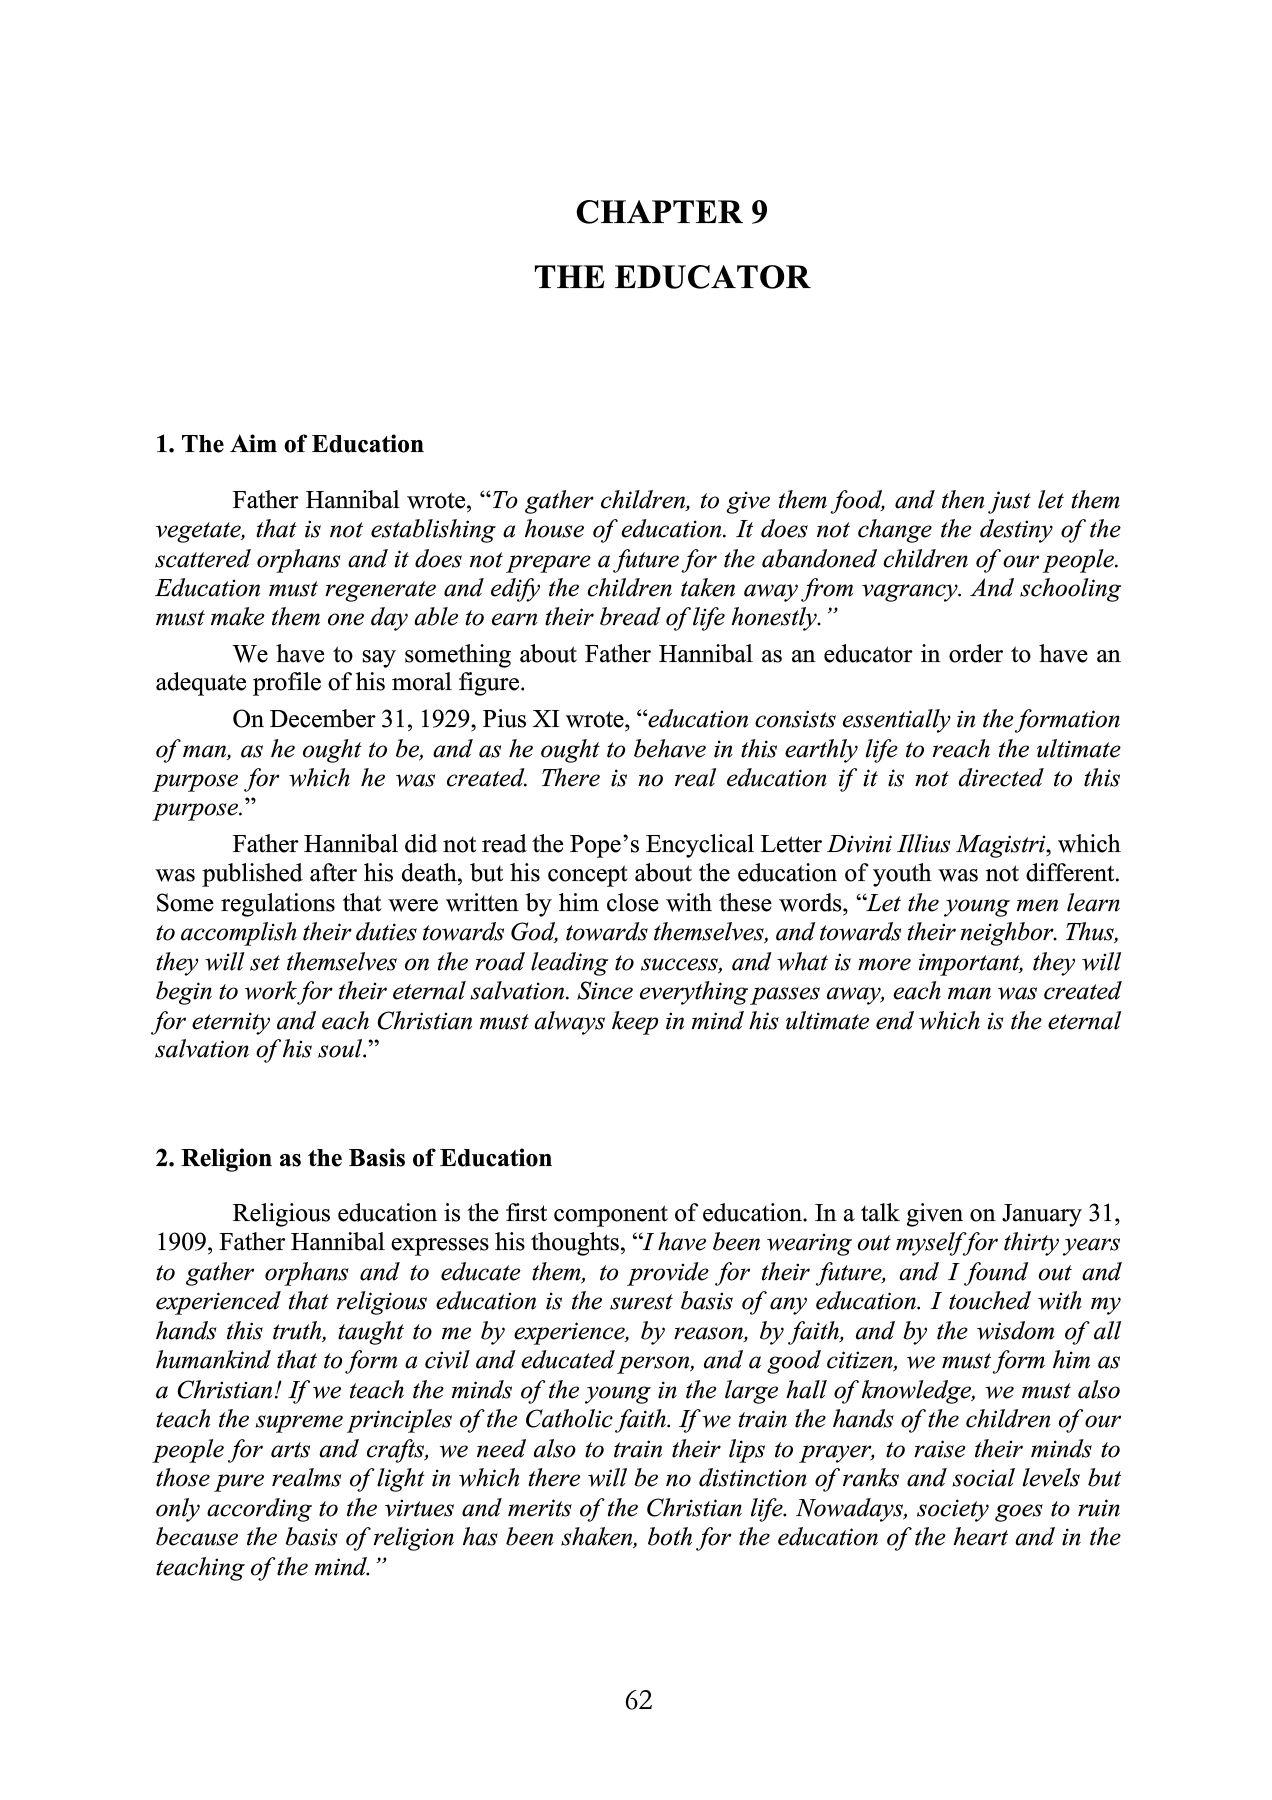 CHAPTER 9
THE EDUCATOR
1. The Aim of Education
Father Hannibal wrote, “To gather children, to give them food, and then just let them
vegetate, that is not establishing a house of education. It does not change the destiny of the
scattered orphans and it does not prepare a future for the abandoned children of our people.
Education must regenerate and edify the children taken away from vagrancy. And schooling
must make them one day able to earn their bread of life honestly.”
We have to say something about Father Hannibal as an educator in order to have an
adequate profile of his moral figure.
On December 31, 1929, Pius XI wrote, “education consists essentially in the formation
of man, as he ought to be, and as he ought to behave in this earthly life to reach the ultimate
purpose for which he was created. There is no real education if it is not directed to this
purpose.”
Father Hannibal did not read the Pope’s Encyclical Letter Divini Illius Magistri, which
was published after his death, but his concept about the education of youth was not different.
Some regulations that were written by him close with these words, “Let the young men learn
to accomplish their duties towards God, towards themselves, and towards their neighbor. Thus,
they will set themselves on the road leading to success, and what is more important, they will
begin to work for their eternal salvation. Since everything passes away, each man was created
for eternity and each Christian must always keep in mind his ultimate end which is the eternal
salvation of his soul.”
2. Religion as the Basis of Education
Religious education is the first component of education. In a talk given on January 31,
1909, Father Hannibal expresses his thoughts, “I have been wearing out myself for thirty years
to gather orphans and to educate them, to provide for their future, and I found out and
experienced that religious education is the surest basis of any education. I touched with my
hands this truth, taught to me by experience, by reason, by faith, and by the wisdom of all
humankind that to form a civil and educated person, and a good citizen, we must form him as
a Christian! If we teach the minds of the young in the large hall of knowledge, we must also
teach the supreme principles of the Catholic faith. If we train the hands of the children of our
people for arts and crafts, we need also to train their lips to prayer, to raise their minds to
those pure realms of light in which there will be no distinction of ranks and social levels but
only according to the virtues and merits of the Christian life. Nowadays, society goes to ruin
because the basis of religion has been shaken, both for the education of the heart and in the
teaching of the mind.”
62